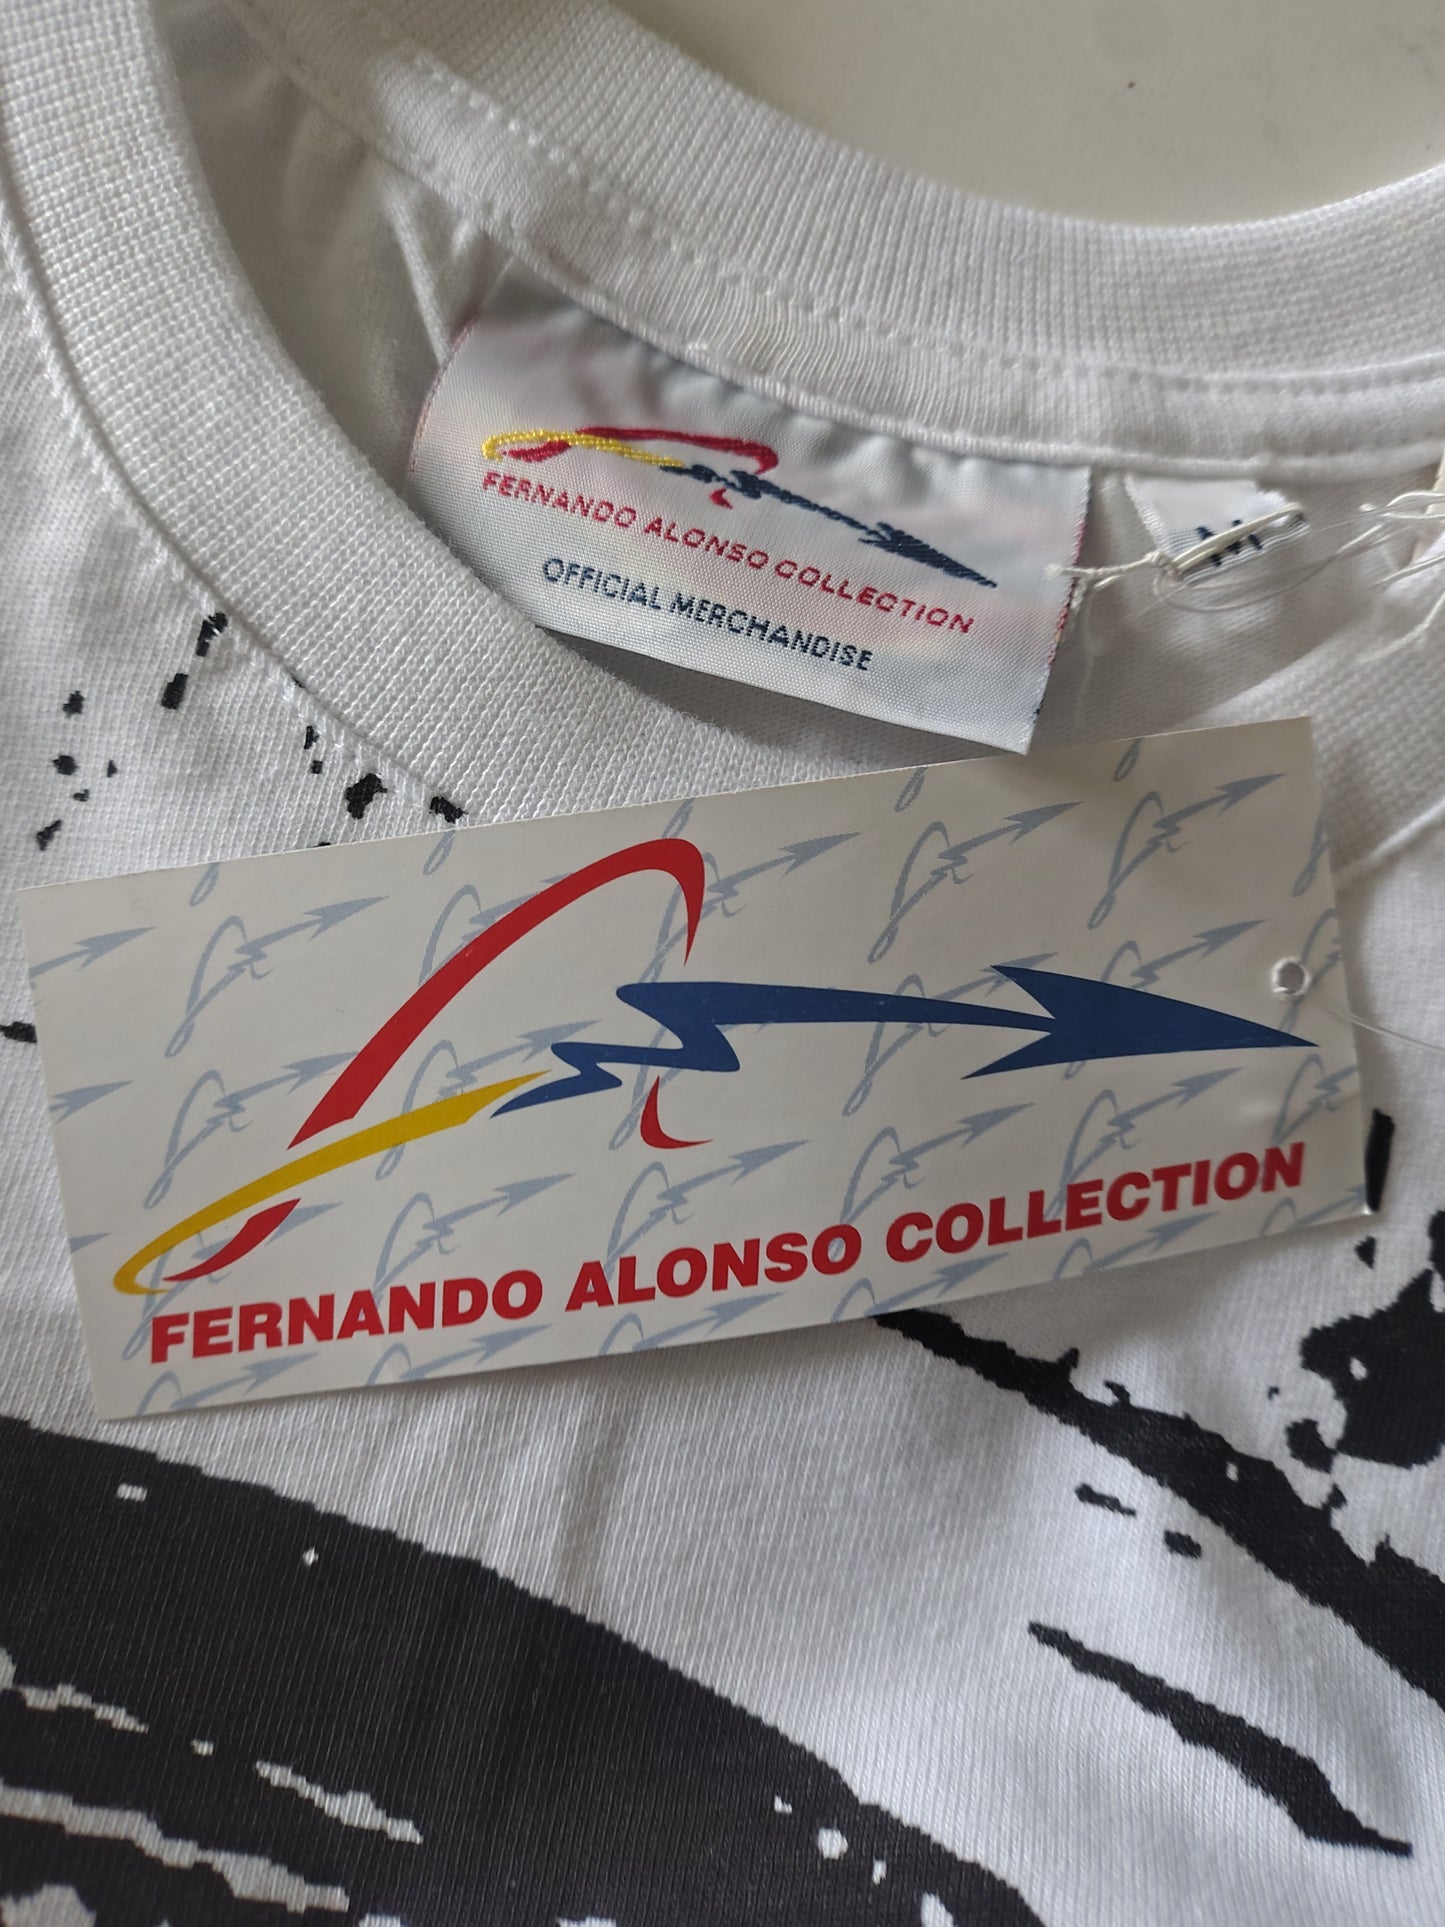 FERNANDO ALONSO COLLECTION
OFFICIAL MERCHANDISE
M
FERNANDO ALONSO COLLECTION